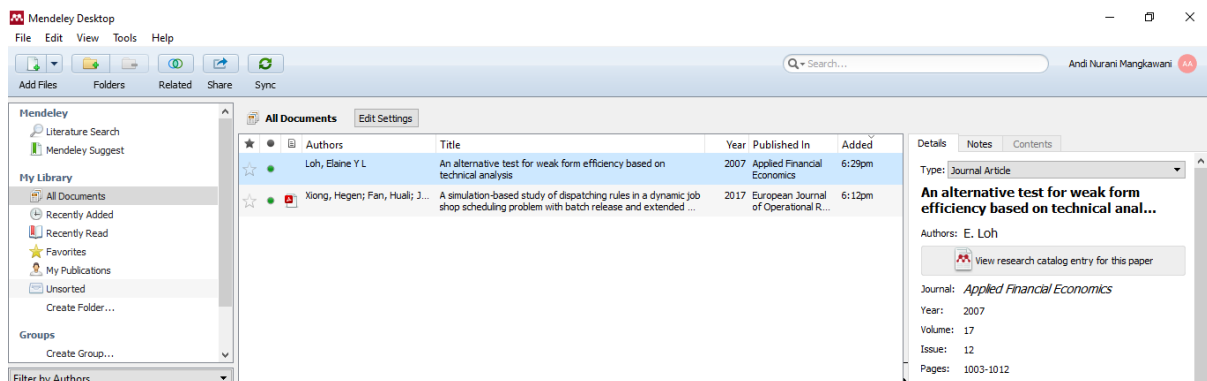 Mendeley Desktop
File Edit View Tools Help
Search...
Andi Nurani Mangkawani AA
Add Files Folders Related Share Sync
Mendeley
Literature Search
Mendeley Suggest
My Library
All Documents
Recently Added
Recently Read
Favorites
My Publications
Unsorted
Create Folder...
Groups
Create Group...
Filter by Authors
All Documents Edit Settings
Authors Title Year Published In Added
Loh, Elaine Y L An alternative test for weak form efficiency based on 2007 Applied Financial 6:29pm
technical analysis Economics
Xiong, Hegen; Fan, Huali; J... A simulation-based study of dispatching rules in a dynamic job 2017 European Journal 6:12pm
shop scheduling problem with batch release and extended ... of Operational R...
Details Notes Contents
Type: Journal Article
An alternative test for weak form
efficiency based on technical anal...
Authors: E. Loh
View research catalog entry for this paper
Journal: Applied Financial Economics
Year: 2007
Volume: 17
Issue: 12
Pages: 1003-1012